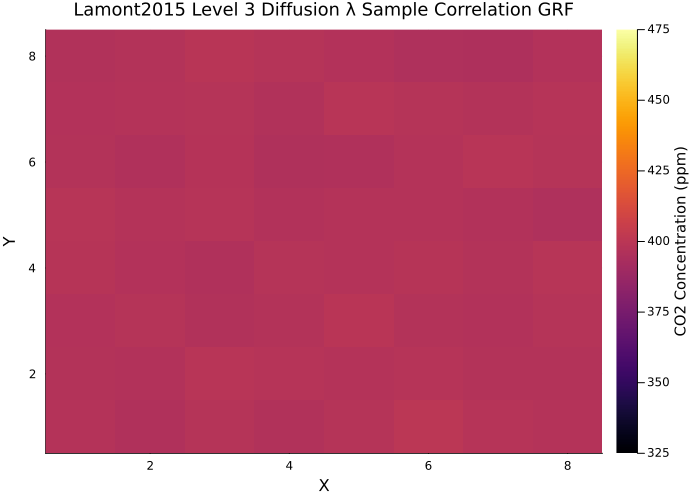 Lamont2015 Level 3 Diffusion λ Sample Correlation GRF
8
6
4
2
Y
2 4 6 8
X
475
450
425
400
375
350
325
CO2 Concentration (ppm)